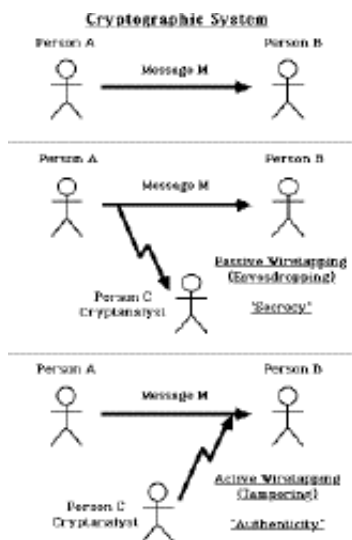 Cryptographic System
Person A Person B
Message M
Person A Person B
Message M
Passive Wiretapping
(Eavesdropping)
Person C
Cryptanalyst
"Secrecy"
Person A Person B
Message M
Active Wiretapping
(Tampering)
Person C
Cryptanalyst
"Authenticity"